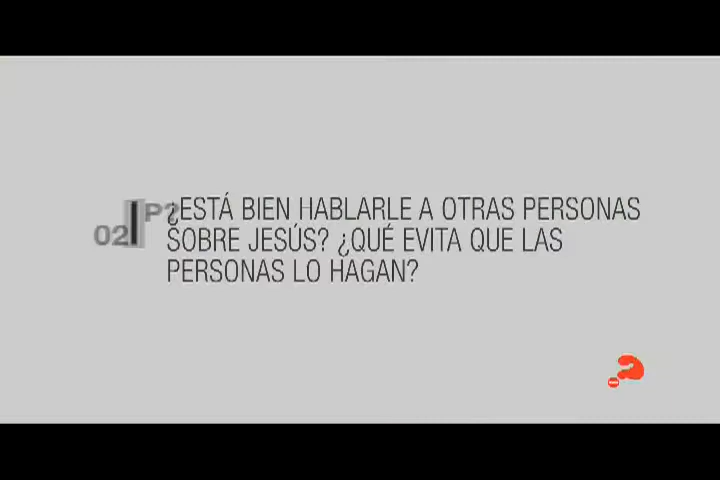 02 P? ¿ESTÁ BIEN HABLARLE A OTRAS PERSONAS
SOBRE JESÚS? ¿QUÉ EVITA QUE LAS
PERSONAS LO HAGAN?